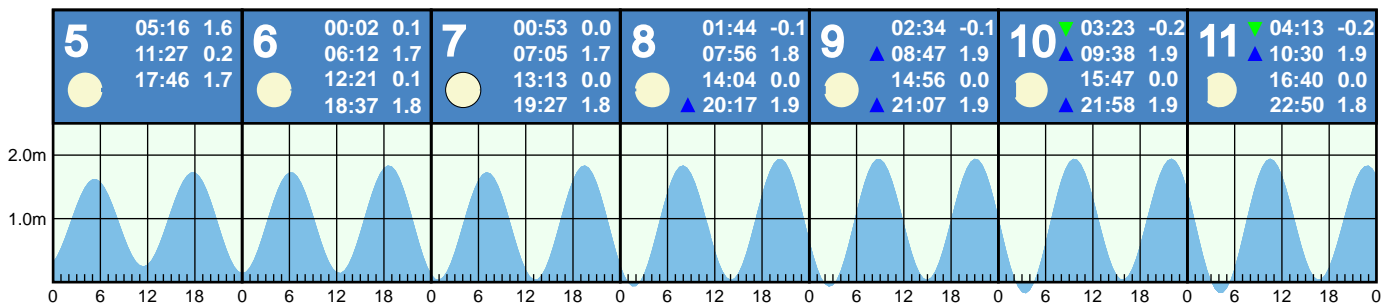 5
05:16 1.6
11:27 0.2
17:46 1.7
6
00:02 0.1
06:12 1.7
12:21 0.1
18:37 1.8
7
00:53 0.0
07:05 1.7
13:13 0.0
19:27 1.8
8
01:44 -0.1
07:56 1.8
14:04 0.0
▲ 20:17 1.9
9
02:34 -0.1
▲ 08:47 1.9
14:56 0.0
▲ 21:07 1.9
10
▼ 03:23 -0.2
▲ 09:38 1.9
15:47 0.0
▲ 21:58 1.9
11
▼ 04:13 -0.2
▲ 10:30 1.9
16:40 0.0
22:50 1.8
2.0m
1.0m
0 6 12 18 0 6 12 18 0 6 12 18 0 6 12 18 0 6 12 18 0 6 12 18 0 6 12 18 0